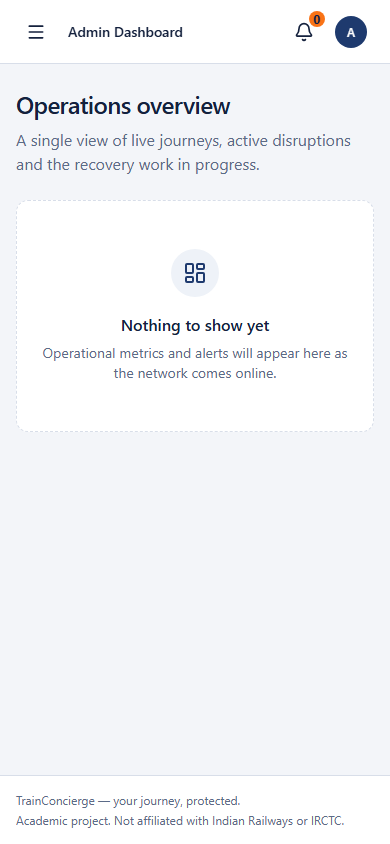 Admin Dashboard
0
A
Operations overview
A single view of live journeys, active disruptions
and the recovery work in progress.
Nothing to show yet
Operational metrics and alerts will appear here as
the network comes online.
TrainConcierge — your journey, protected.
Academic project. Not affiliated with Indian Railways or IRCTC.